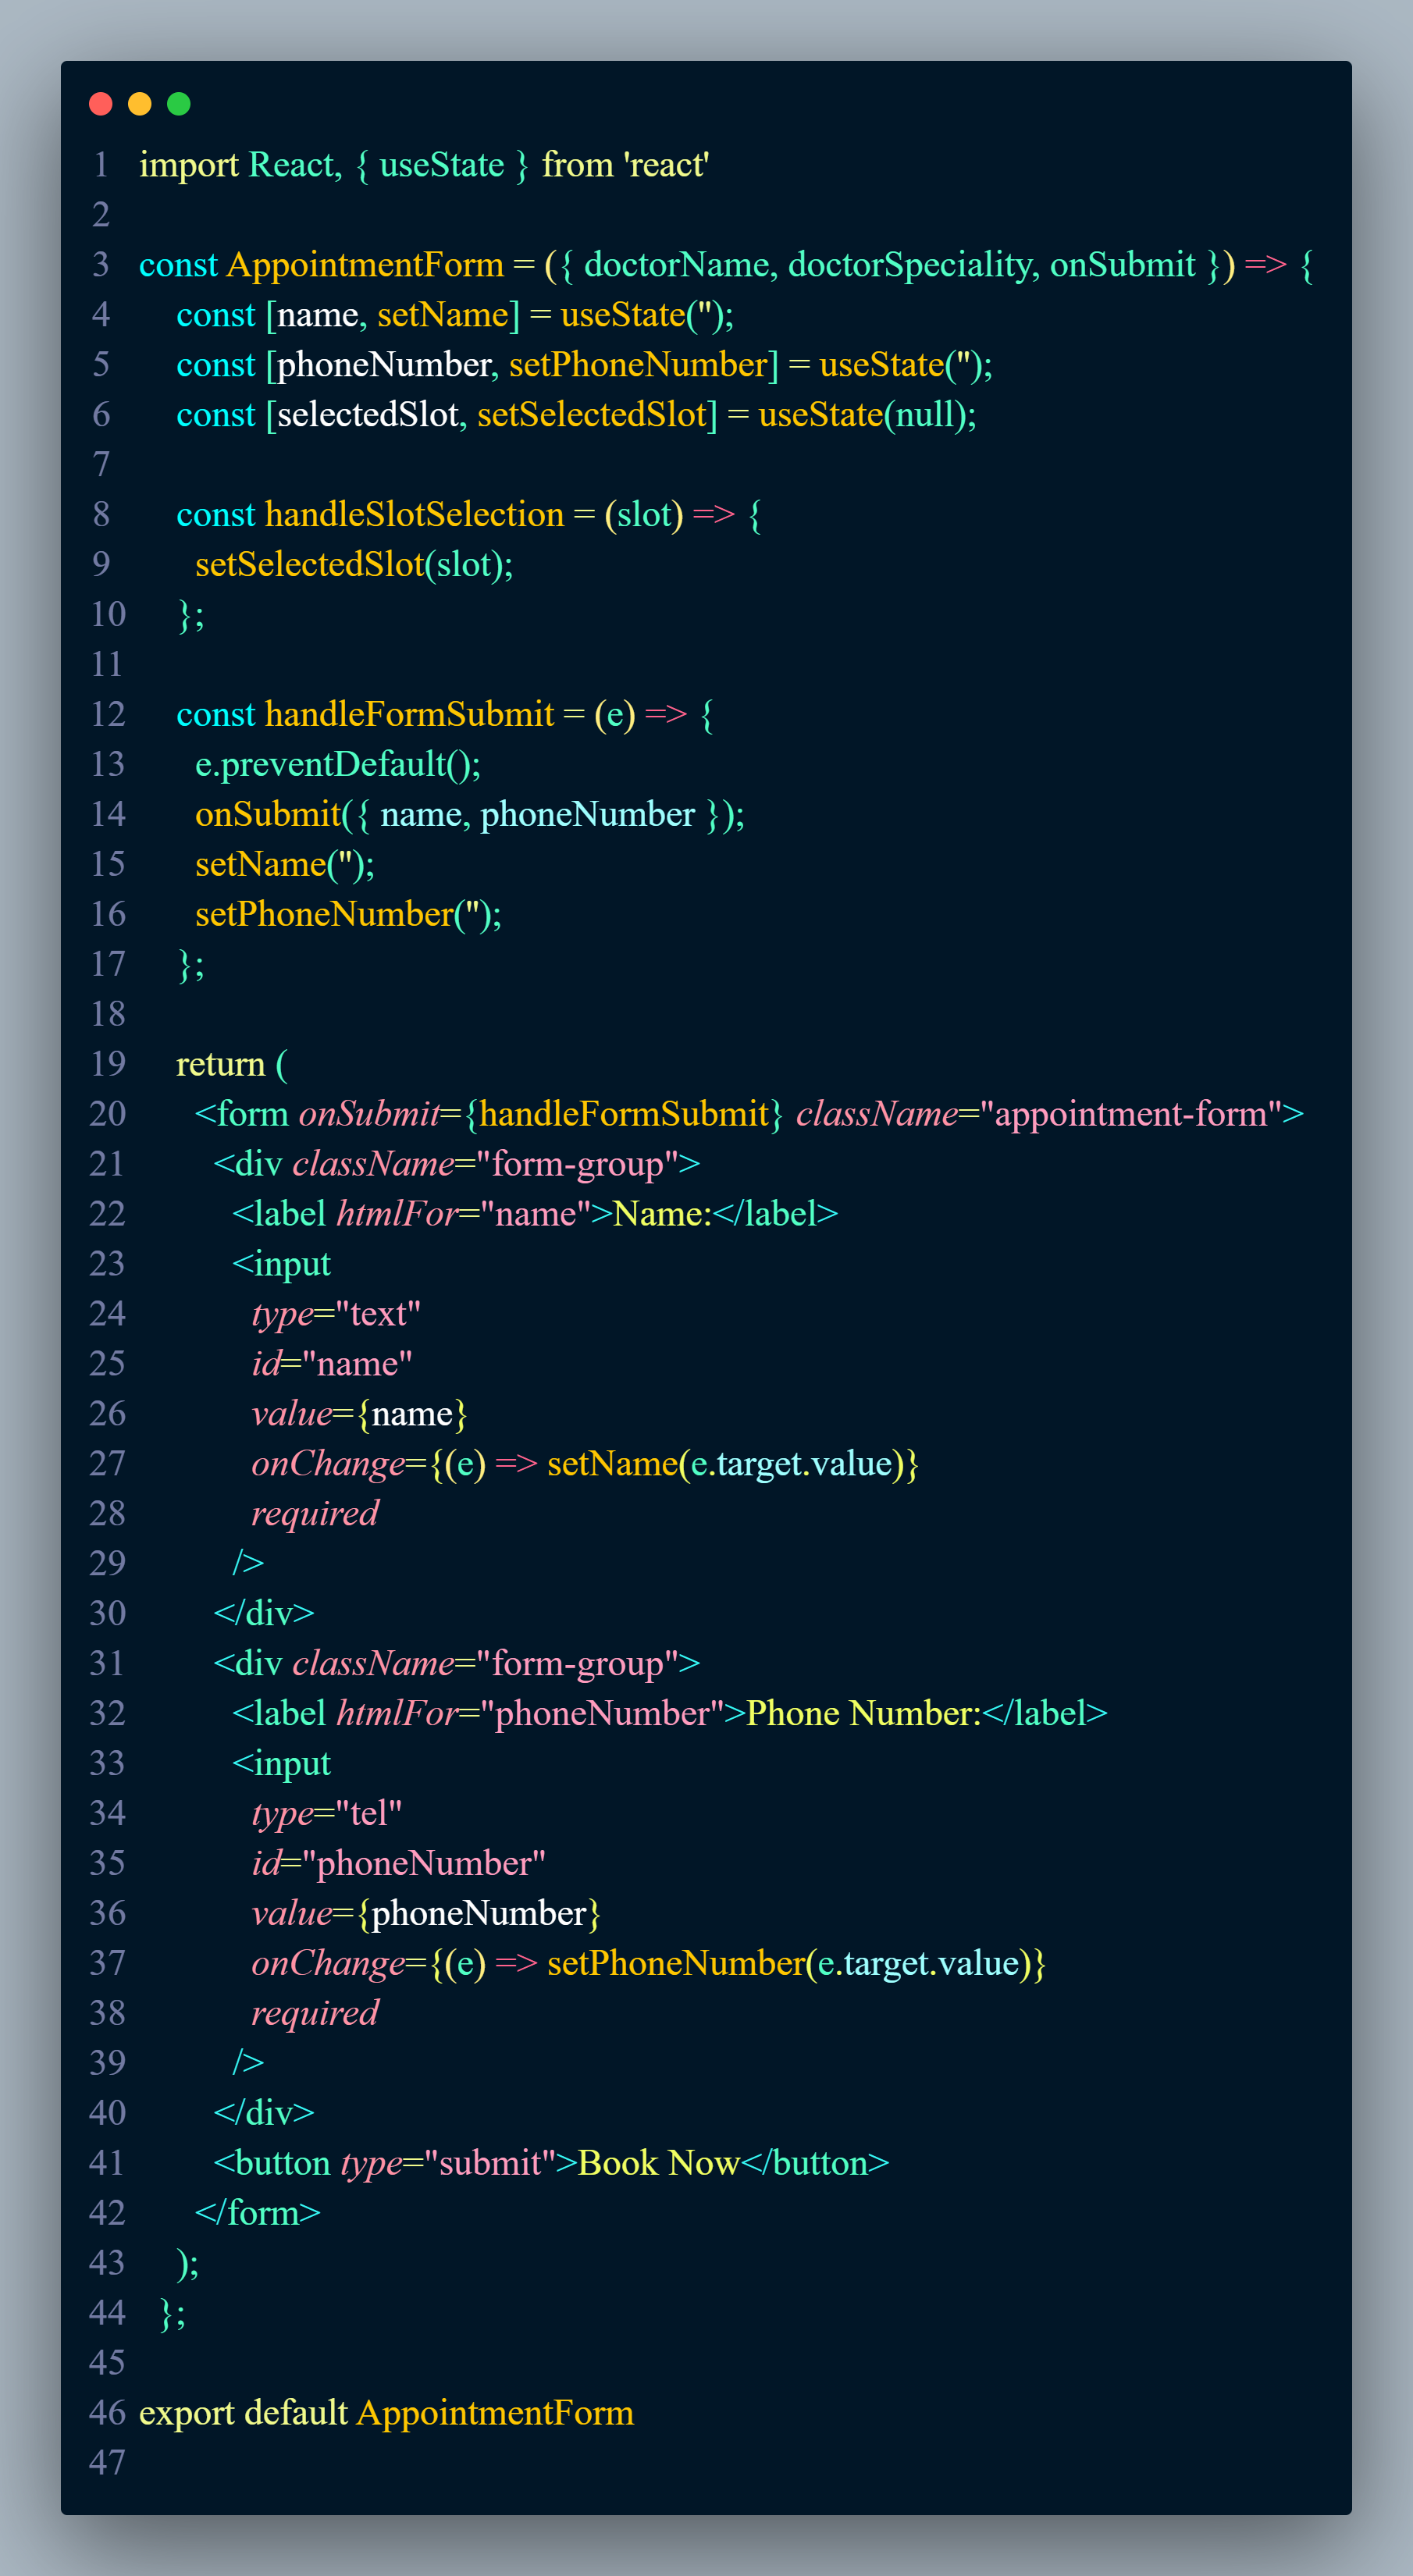 1 import React, { useState } from 'react'
2
3 const AppointmentForm = ({ doctorName, doctorSpeciality, onSubmit }) => {
4     const [name, setName] = useState('');
5     const [phoneNumber, setPhoneNumber] = useState('');
6     const [selectedSlot, setSelectedSlot] = useState(null);
7
8     const handleSlotSelection = (slot) => {
9       setSelectedSlot(slot);
10     };
11
12     const handleFormSubmit = (e) => {
13       e.preventDefault();
14       onSubmit({ name, phoneNumber });
15       setName('');
16       setPhoneNumber('');
17     };
18
19     return (
20       <form onSubmit={handleFormSubmit} className="appointment-form">
21         <div className="form-group">
22           <label htmlFor="name">Name:</label>
23           <input
24             type="text"
25             id="name"
26             value={name}
27             onChange={(e) => setName(e.target.value)}
28             required
29           />
30         </div>
31         <div className="form-group">
32           <label htmlFor="phoneNumber">Phone Number:</label>
33           <input
34             type="tel"
35             id="phoneNumber"
36             value={phoneNumber}
37             onChange={(e) => setPhoneNumber(e.target.value)}
38             required
39           />
40         </div>
41         <button type="submit">Book Now</button>
42       </form>
43     );
44   };
45
46 export default AppointmentForm
47